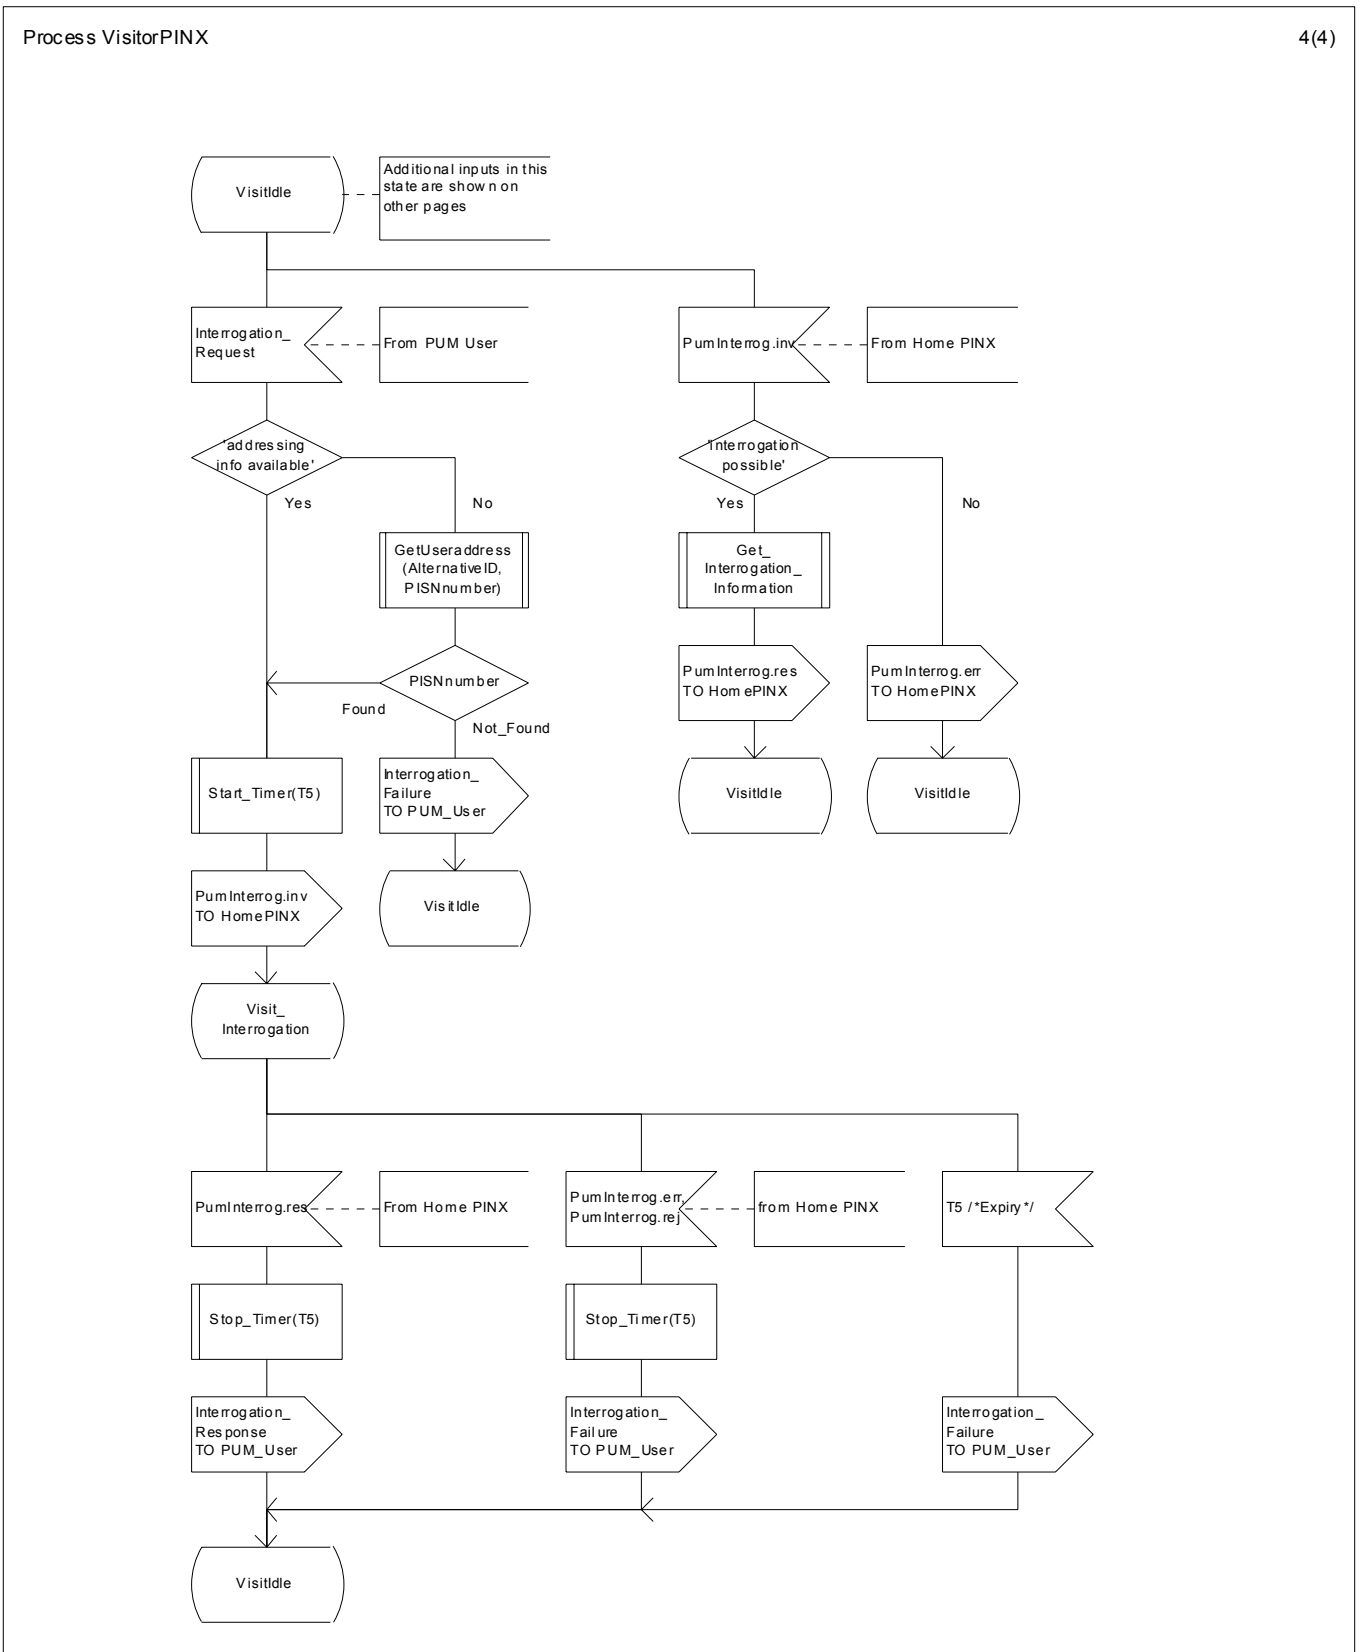 Process VisitorPINX
4(4)
VisitIdle
Additional inputs in this
state are shown on
other pages
Interrogation_
Request
From PUM User
PumInterrog.inv
From Home PINX
'addressing
info available'
Yes
No
'Interrogation
possible'
Yes
No
GetUseraddress
(AlternativeID,
PISNnumber)
Get_
Interrogation_
Information
PISNnumber
Found
Not_Found
PumInterrog.res
TO HomePINX
PumInterrog.err
TO HomePINX
Start_Timer(T5)
Interrogation_
Failure
TO PUM_User
VisitIdle
VisitIdle
PumInterrog.inv
TO HomePINX
VisitIdle
Visit_
Interrogation
PumInterrog.res
From Home PINX
PumInterrog.err,
PumInterrog.rej
from Home PINX
T5 /*Expiry*/
Stop_Timer(T5)
Stop_Timer(T5)
Interrogation_
Response
TO PUM_User
Interrogation_
Failure
TO PUM_User
Interrogation_
Failure
TO PUM_User
VisitIdle